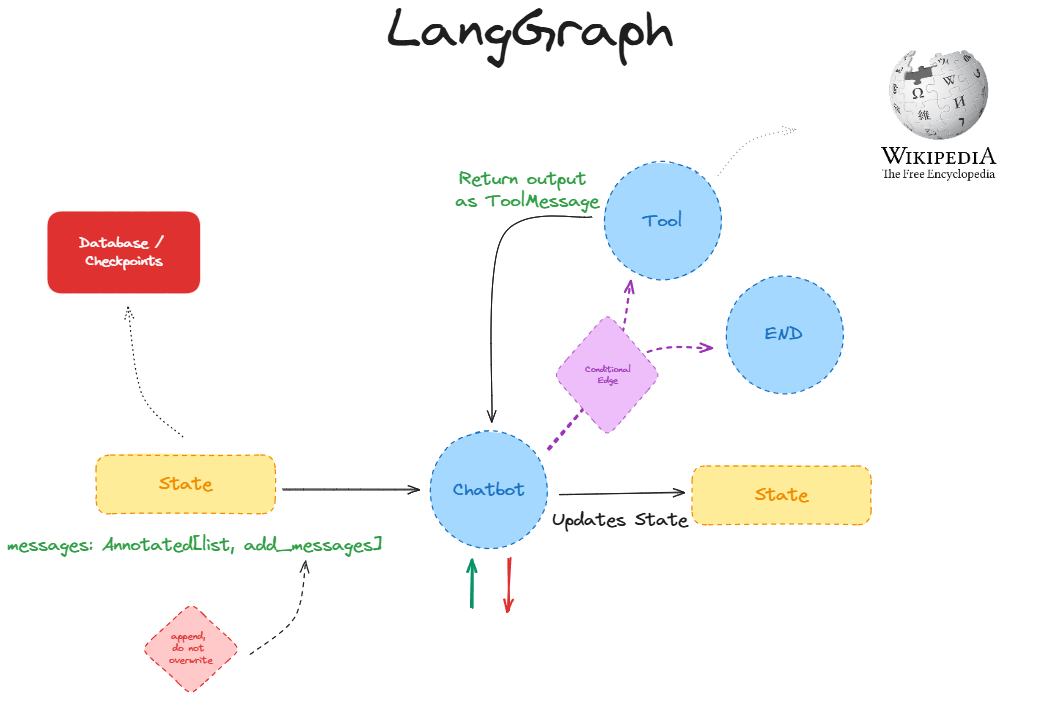 LangGraph
Ω
W
И
維
WIKIPEDIA
The Free Encyclopedia
Return output
as ToolMessage
Tool
Database /
Checkpoints
END
Conditional
Edge
State
Chatbot
State
Updates State
messages: Annotated[list, add_messages]
append,
do not
overwrite